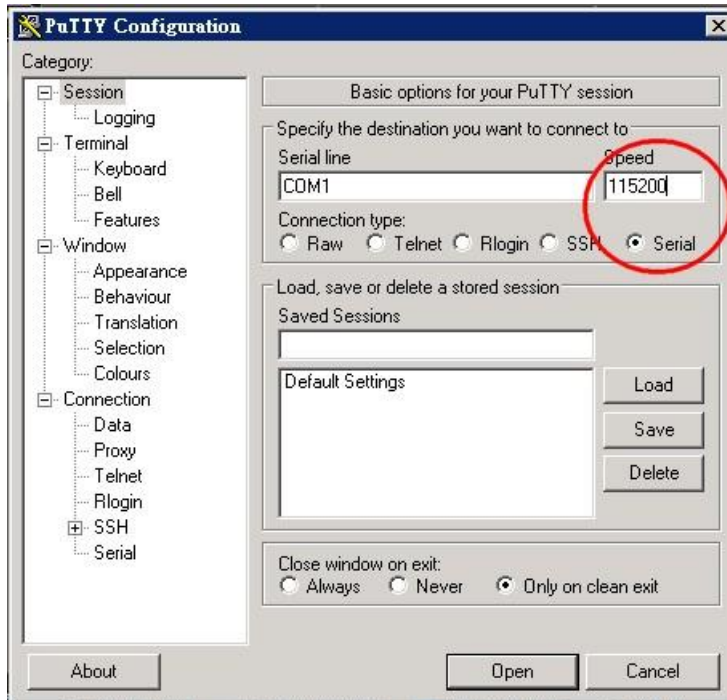 PuTTY Configuration
Category:
Session
Logging
Terminal
Keyboard
Bell
Features
Window
Appearance
Behaviour
Translation
Selection
Colours
Connection
Data
Proxy
Telnet
Rlogin
SSH
Serial
Basic options for your PuTTY session
Specify the destination you want to connect to
Serial line Speed
COM1 115200
Connection type:
Raw Telnet Rlogin SSH Serial
Load, save or delete a stored session
Saved Sessions
Default Settings
Load
Save
Delete
Close window on exit:
Always Never Only on clean exit
About Open Cancel